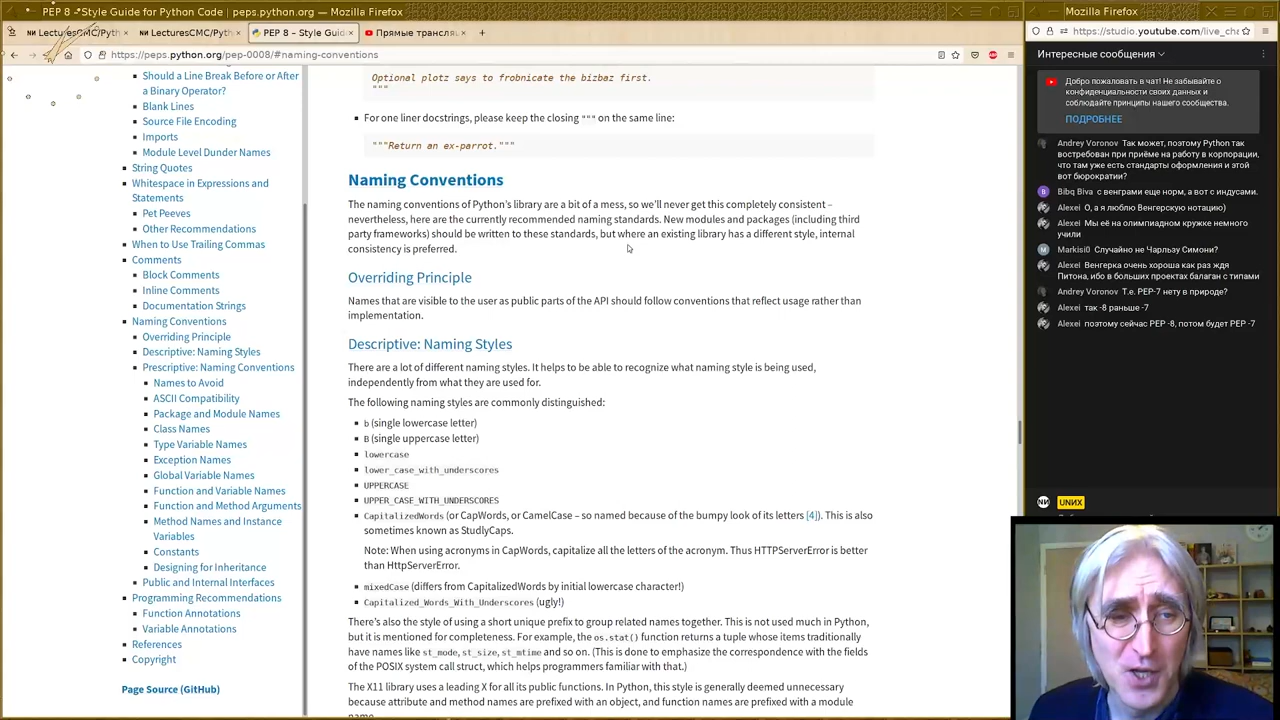 PEP 8 – Style Guide for Python Code | peps.python.org — Mozilla Firefox
Mozilla Firefox
LecturesCMC/Pyth
LecturesCMC/Pyth
PEP 8 – Style Guid
Прямые трансляц
https://peps.python.org/pep-0008/#naming-conventions
https://studio.youtube.com/live_cha
Should a Line Break Before or After
a Binary Operator?
Blank Lines
Source File Encoding
Imports
Module Level Dunder Names
String Quotes
Whitespace in Expressions and
Statements
Pet Peeves
Other Recommendations
When to Use Trailing Commas
Comments
Block Comments
Inline Comments
Documentation Strings
Naming Conventions
Overriding Principle
Descriptive: Naming Styles
Prescriptive: Naming Conventions
Names to Avoid
ASCII Compatibility
Package and Module Names
Class Names
Type Variable Names
Exception Names
Global Variable Names
Function and Variable Names
Function and Method Arguments
Method Names and Instance
Variables
Constants
Designing for Inheritance
Public and Internal Interfaces
Programming Recommendations
Function Annotations
Variable Annotations
References
Copyright
Page Source (GitHub)
Optional plotz says to frobnicate the bizbaz first.
"""
For one liner docstrings, please keep the closing """ on the same line:
"""Return an ex-parrot."""
Naming Conventions
The naming conventions of Python's library are a bit of a mess, so we'll never get this completely consistent –
nevertheless, here are the currently recommended naming standards. New modules and packages (including third
party frameworks) should be written to these standards, but where an existing library has a different style, internal
consistency is preferred.
Overriding Principle
Names that are visible to the user as public parts of the API should follow conventions that reflect usage rather than
implementation.
Descriptive: Naming Styles
There are a lot of different naming styles. It helps to be able to recognize what naming style is being used,
independently from what they are used for.
The following naming styles are commonly distinguished:
b (single lowercase letter)
B (single uppercase letter)
lowercase
lower_case_with_underscores
UPPERCASE
UPPER_CASE_WITH_UNDERSCORES
CapitalizedWords (or CapWords, or CamelCase – so named because of the bumpy look of its letters [4]). This is also
sometimes known as StudlyCaps.
Note: When using acronyms in CapWords, capitalize all the letters of the acronym. Thus HTTPServerError is better
than HttpServerError.
mixedCase (differs from CapitalizedWords by initial lowercase character!)
Capitalized_Words_With_Underscores (ugly!)
There's also the style of using a short unique prefix to group related names together. This is not used much in Python,
but it is mentioned for completeness. For example, the os.stat() function returns a tuple whose items traditionally
have names like st_mode, st_size, st_mtime and so on. (This is done to emphasize the correspondence with the fields
of the POSIX system call struct, which helps programmers familiar with that.)
The X11 library uses a leading X for all its public functions. In Python, this style is generally deemed unnecessary
because attribute and method names are prefixed with an object, and function names are prefixed with a module
name.
Интересные сообщения
Добро пожаловать в чат! Не забывайте о
конфиденциальности своих данных и
соблюдайте принципы нашего сообщества.
ПОДРОБНЕЕ
Andrey Voronov Так может, поэтому Python так
востребован при приёме на работу в корпорации,
что там уже есть стандарты оформления и этой
вот бюрократии?
Bibq Biva с венграми еще норм, а вот с индусами.
Alexei О, а я люблю Венгерскую нотацию)
Alexei Мы её на олимпиадном кружке немного
учили
Markisi0 Случайно не Чарльзу Симони?
Alexei Венгерка очень хороша как раз ждя
Питона, ибо в больших проектах балаган с типами
Andrey Voronov Т.е. PEP-7 нету в природе?
Alexei так -8 раньше -7
Alexei поэтому сейчас PEP -8, потом будет PEP -7
UNИX